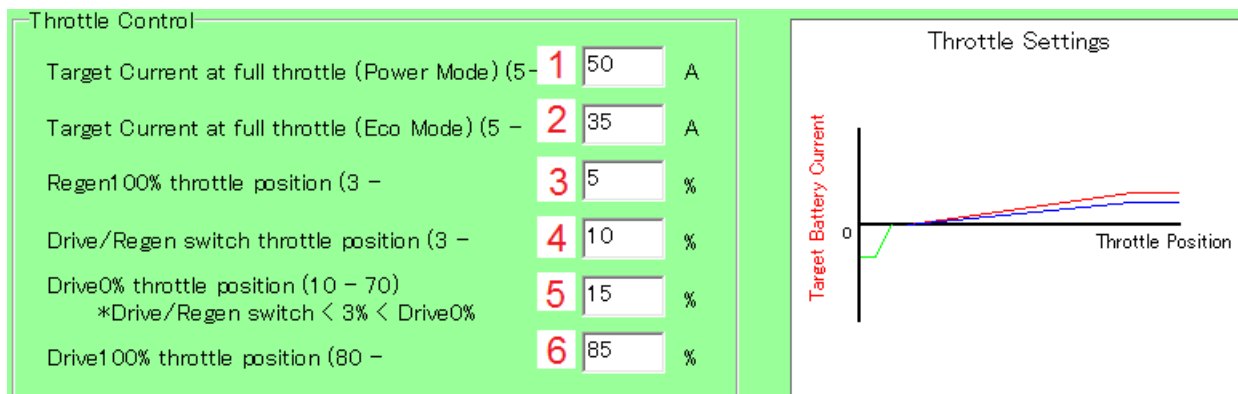 Throttle Control
Target Current at full throttle (Power Mode) (5- 1 50 A
Target Current at full throttle (Eco Mode) (5 - 2 35 A
Regen100% throttle position (3 - 3 5 %
Drive/Regen switch throttle position (3 - 4 10 %
Drive0% throttle position (10 - 70) 5 15 %
*Drive/Regen switch < 3% < Drive0%
Drive100% throttle position (80 - 6 85 %
Throttle Settings
Target Battery Current
0
Throttle Position